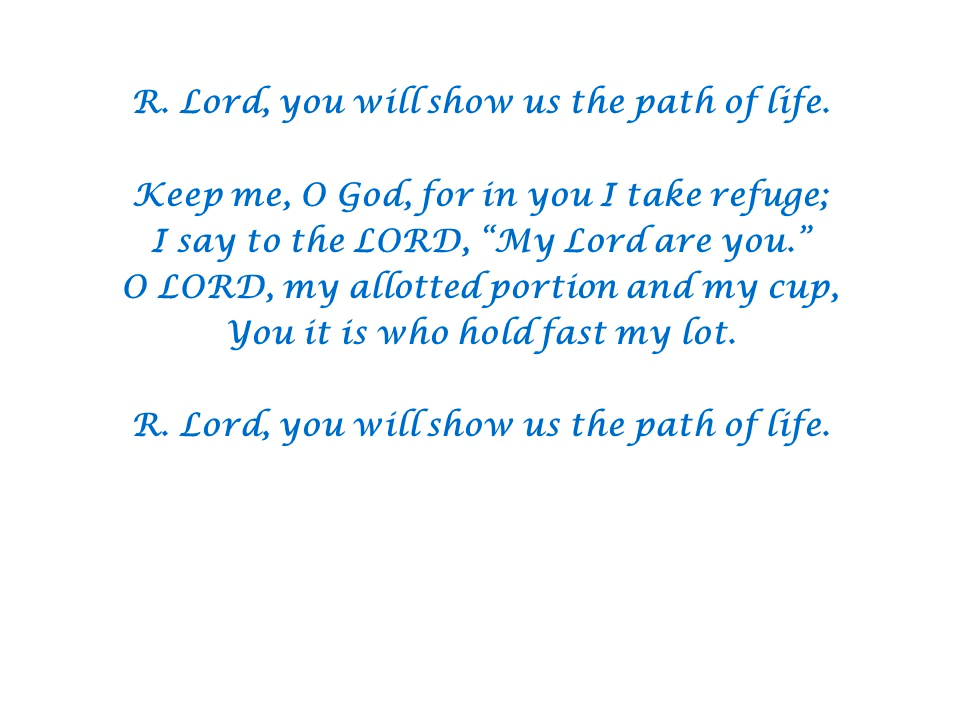 R. Lord, you will show us the path of life.
Keep me, O God, for in you I take refuge;
I say to the LORD, “My Lord are you.”
O LORD, my allotted portion and my cup,
You it is who hold fast my lot.
R. Lord, you will show us the path of life.